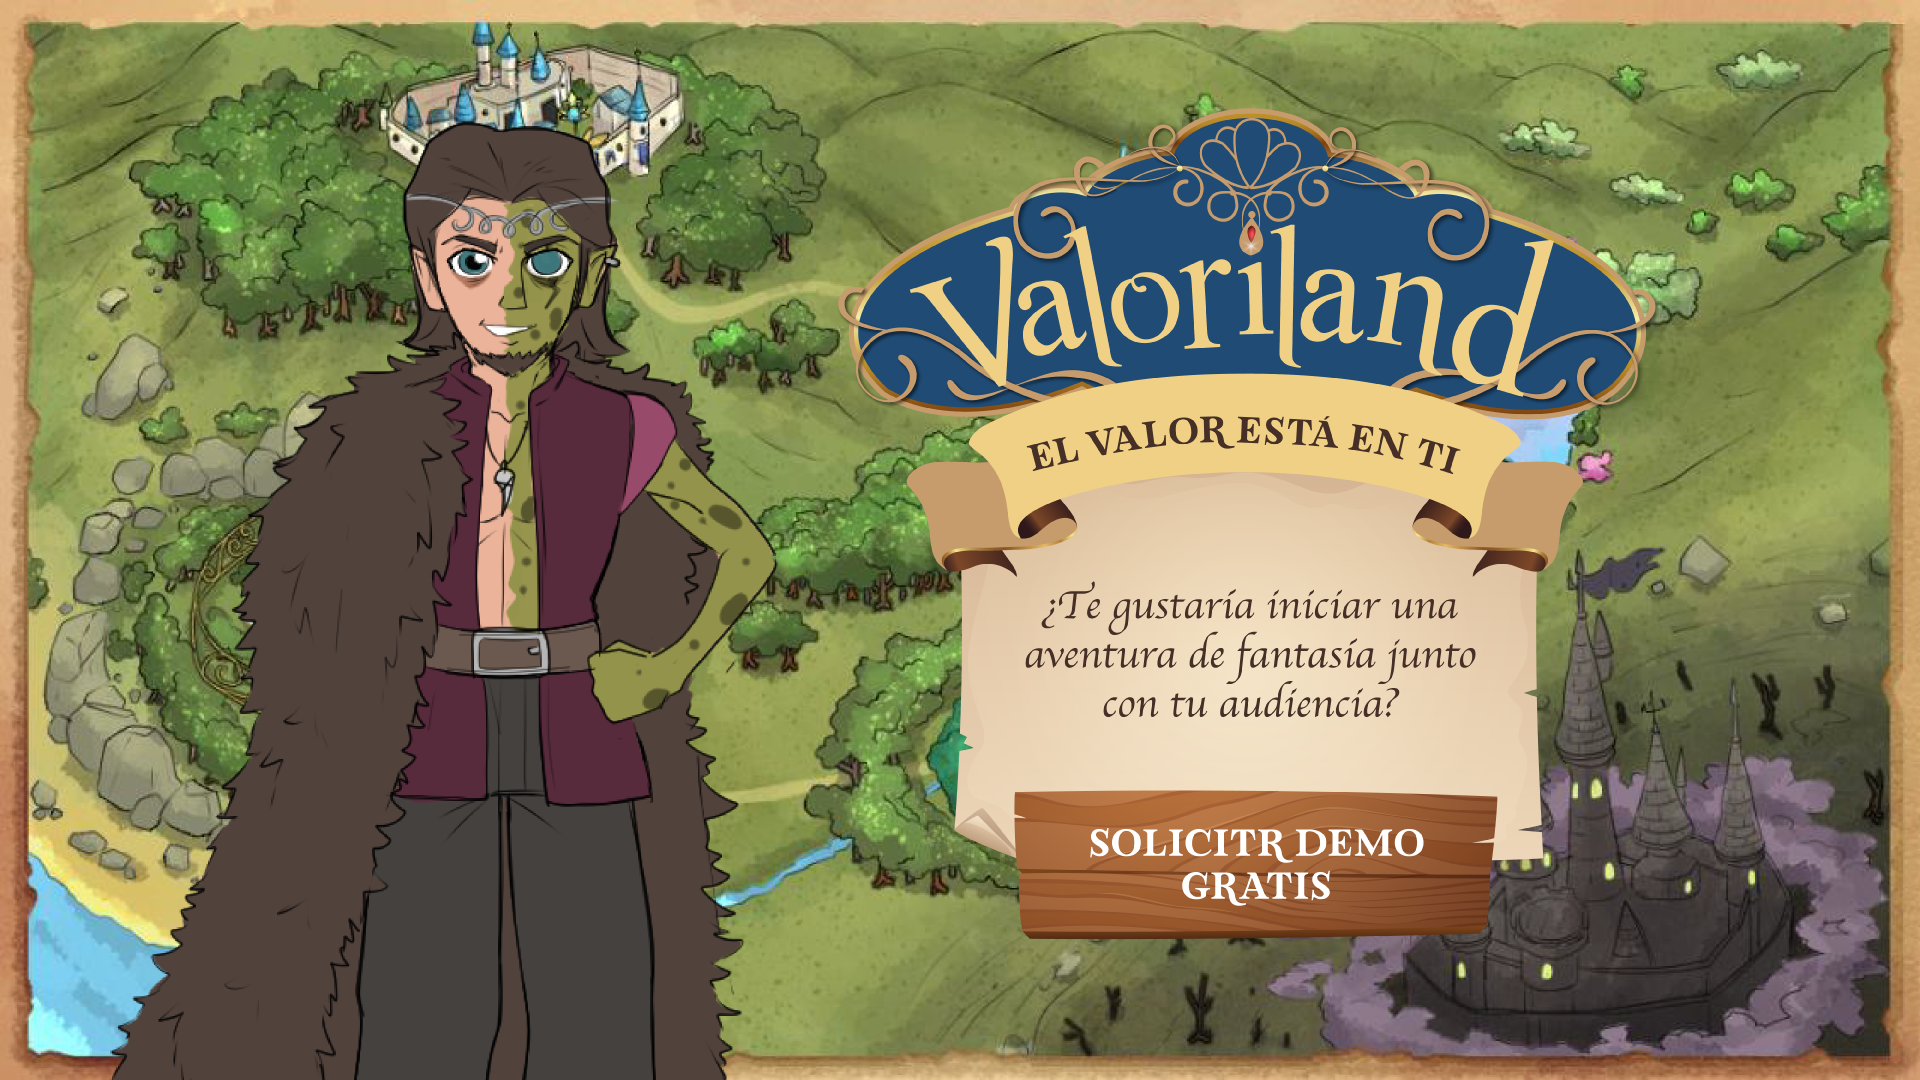 Valoriland
EL VALOR ESTÁ EN TI
¿Te gustaría iniciar una
aventura de fantasía junto
con tu audiencia?
SOLICITR DEMO
GRATIS